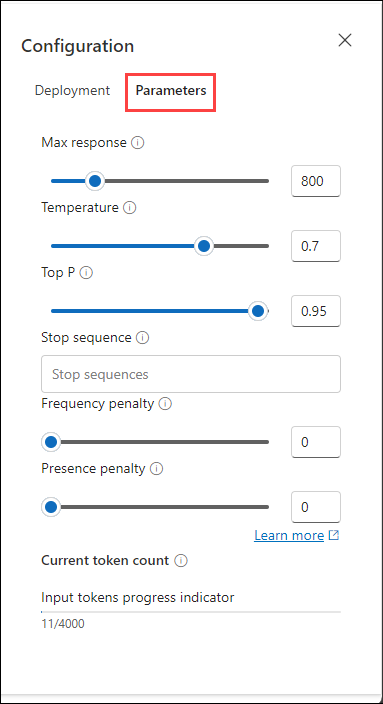 Configuration
Deployment Parameters
Max response
800
Temperature
0.7
Top P
0.95
Stop sequence
Stop sequences
Frequency penalty
0
Presence penalty
0
Learn more
Current token count
Input tokens progress indicator
11/4000